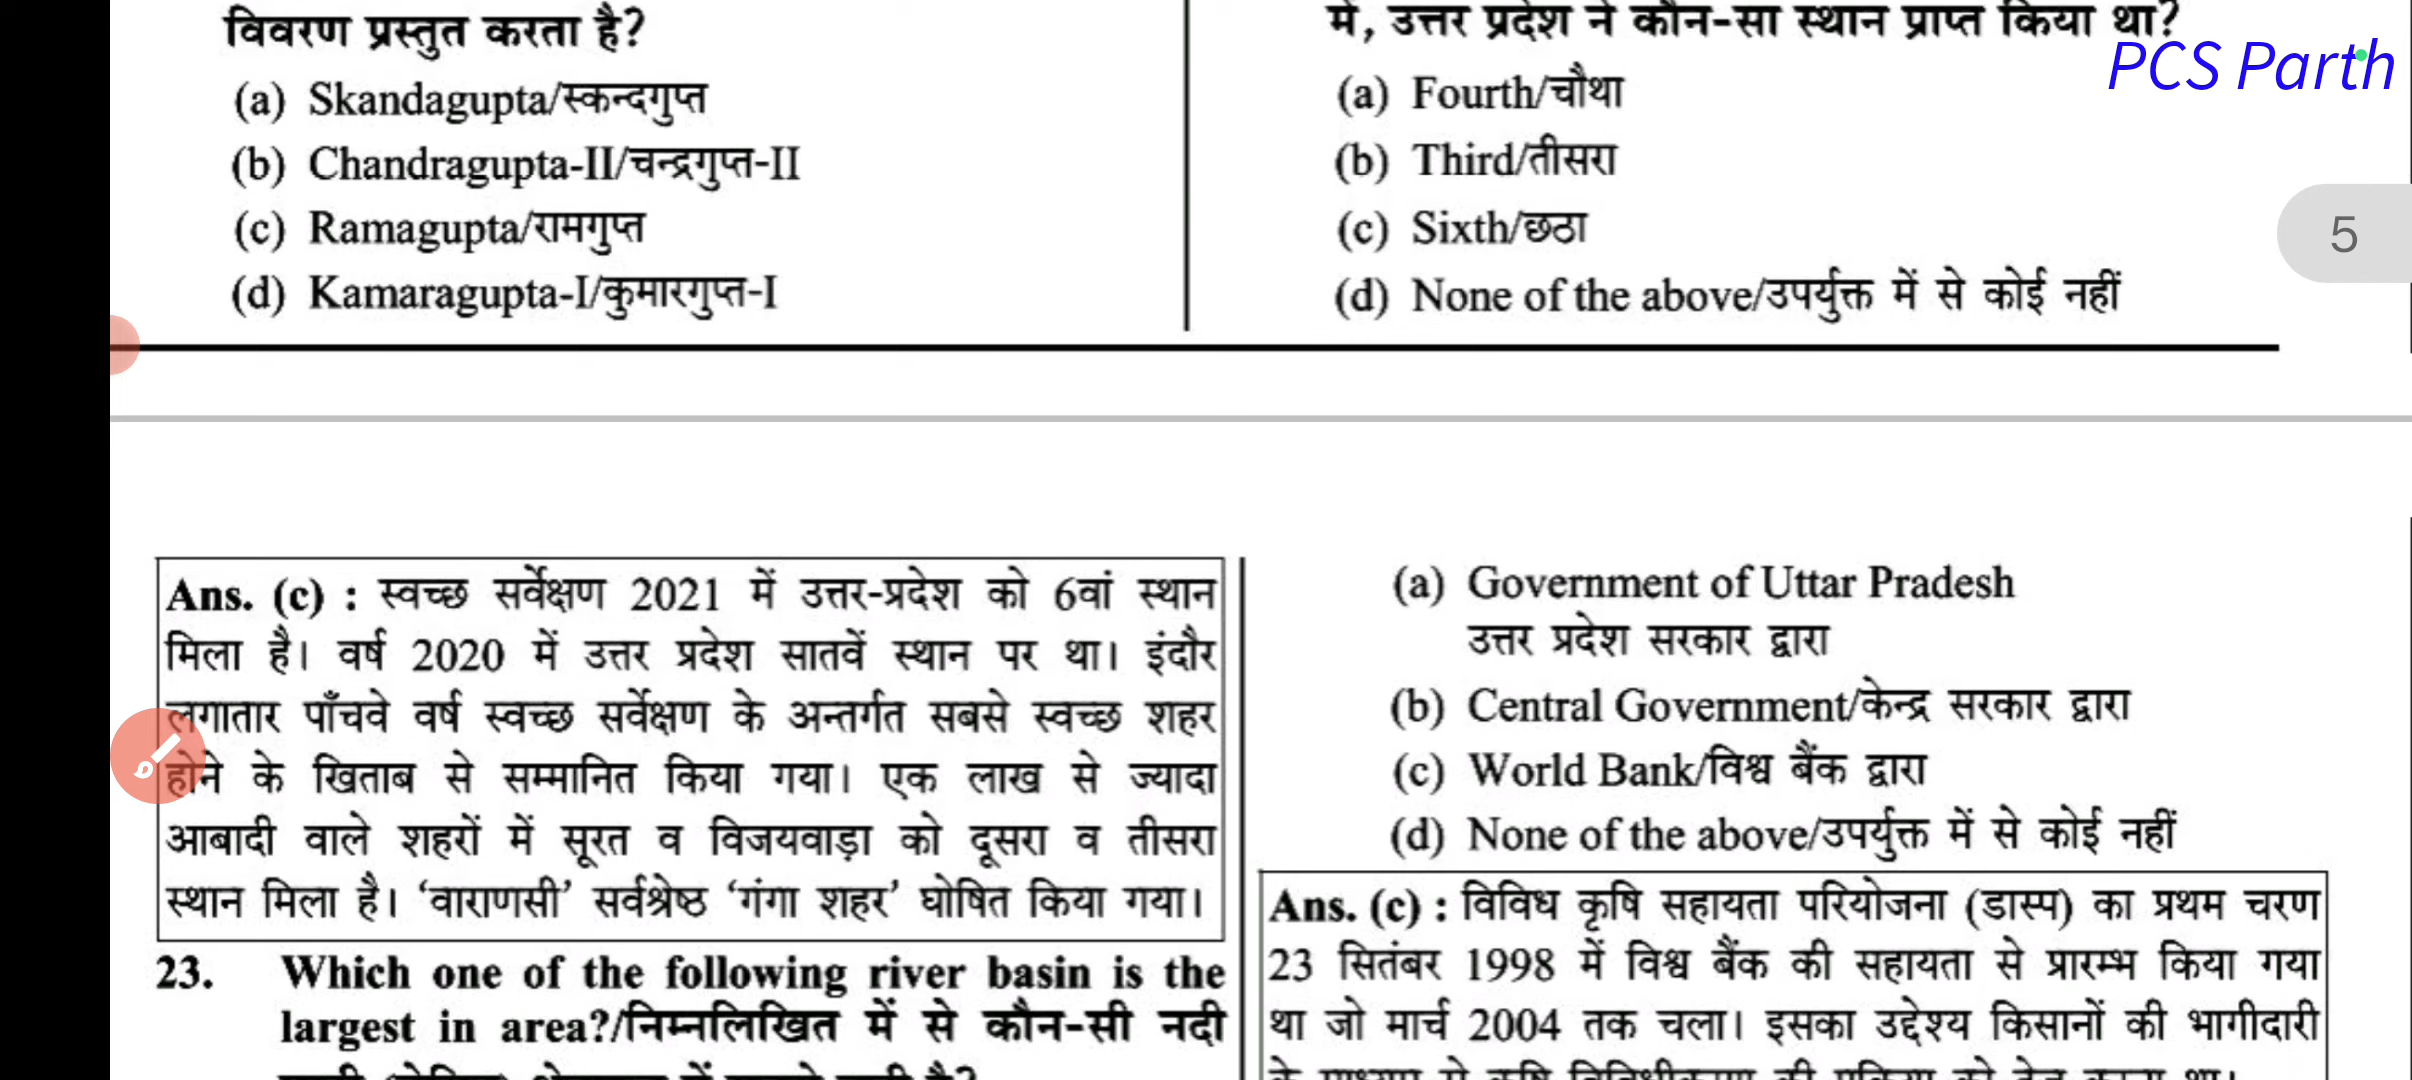 विवरण प्रस्तुत करता है?
(a) Skandagupta/स्कन्दगुप्त
(b) Chandragupta-II/चन्द्रगुप्त-II
(c) Ramagupta/रामगुप्त
(d) Kamaragupta-I/कुमारगुप्त-I
में, उत्तर प्रदेश ने कौन-सा स्थान प्राप्त किया था?
PCS Parth
(a) Fourth/चौथा
(b) Third/तीसरा
(c) Sixth/छठा
(d) None of the above/उपर्युक्त में से कोई नहीं
5
Ans. (c) : स्वच्छ सर्वेक्षण 2021 में उत्तर-प्रदेश को 6वां स्थान
मिला है। वर्ष 2020 में उत्तर प्रदेश सातवें स्थान पर था। इंदौर
लगातार पाँचवे वर्ष स्वच्छ सर्वेक्षण के अन्तर्गत सबसे स्वच्छ शहर
होने के खिताब से सम्मानित किया गया। एक लाख से ज्यादा
आबादी वाले शहरों में सूरत व विजयवाड़ा को दूसरा व तीसरा
स्थान मिला है। ‘वाराणसी’ सर्वश्रेष्ठ ‘गंगा शहर’ घोषित किया गया।
23. Which one of the following river basin is the
largest in area?/निम्नलिखित में से कौन-सी नदी
(a) Government of Uttar Pradesh
उत्तर प्रदेश सरकार द्वारा
(b) Central Government/केन्द्र सरकार द्वारा
(c) World Bank/विश्व बैंक द्वारा
(d) None of the above/उपर्युक्त में से कोई नहीं
Ans. (c) : विविध कृषि सहायता परियोजना (डास्प) का प्रथम चरण
23 सितंबर 1998 में विश्व बैंक की सहायता से प्रारम्भ किया गया
था जो मार्च 2004 तक चला। इसका उद्देश्य किसानों की भागीदारी